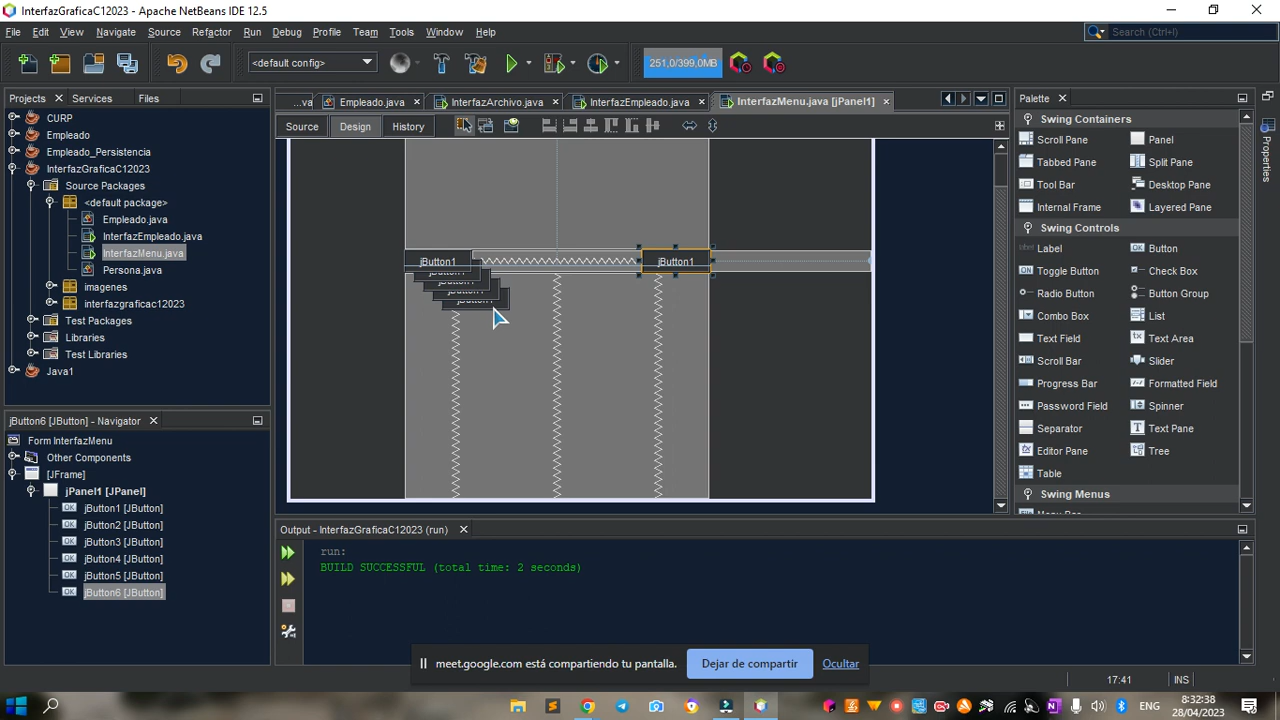 InterfazGraficaC12023 - Apache NetBeans IDE 12.5
File Edit View Navigate Source Refactor Run Debug Profile Team Tools Window Help
Search (Ctrl+I)
<default config>
251,0/399,0MB
Projects Services Files
...va Empleado.java InterfazArchivo.java InterfazEmpleado.java InterfazMenu.java [jPanel1]
Palette
Source Design History
CURP
Empleado
Empleado_Persistencia
InterfazGraficaC12023
Source Packages
<default package>
Empleado.java
InterfazEmpleado.java
InterfazMenu.java
Persona.java
imagenes
interfazgraficac12023
Test Packages
Libraries
Test Libraries
Java1
jButton1 jButton1
jButton1
jButton1
jButton1
Swing Containers
Scroll Pane Panel
Tabbed Pane Split Pane
Tool Bar Desktop Pane
Internal Frame Layered Pane
Swing Controls
Label Button
Toggle Button Check Box
Radio Button Button Group
Combo Box List
Text Field Text Area
Scroll Bar Slider
Progress Bar Formatted Field
Password Field Spinner
Separator Text Pane
Editor Pane Tree
Table
Swing Menus
Properties
jButton6 [JButton] - Navigator
Form InterfazMenu
Other Components
[JFrame]
jPanel1 [JPanel]
jButton1 [JButton]
jButton2 [JButton]
jButton3 [JButton]
jButton4 [JButton]
jButton5 [JButton]
jButton6 [JButton]
Output - InterfazGraficaC12023 (run)
run:
BUILD SUCCESSFUL (total time: 2 seconds)
meet.google.com está compartiendo tu pantalla. Dejar de compartir Ocultar
17:41 INS
ENG
8:32:38
28/04/2023